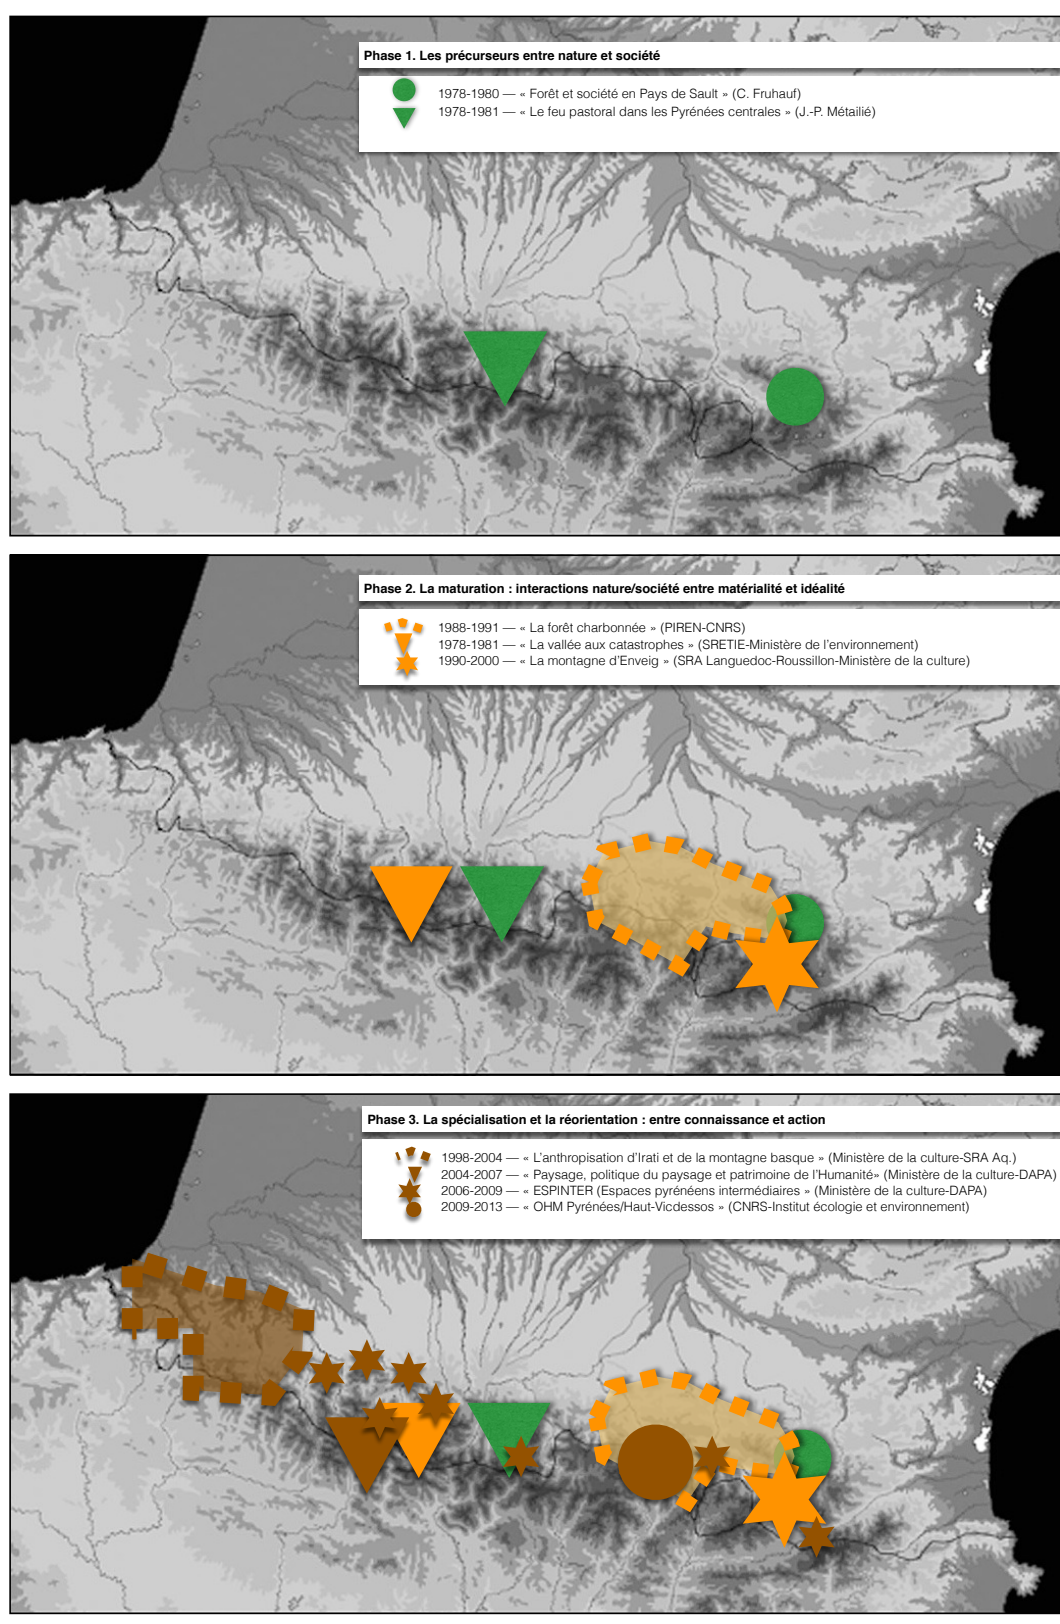 Phase 1. Les précurseurs entre nature et société
1978-1980 — « Forêt et société en Pays de Sault » (C. Fruhauf)
1978-1981 — « Le feu pastoral dans les Pyrénées centrales » (J.-P. Métailié)
Phase 2. La maturation : interactions nature/société entre matérialité et idéalité
1988-1991 — « La forêt charbonnée » (PIREN-CNRS)
1978-1981 — « La vallée aux catastrophes » (SRETIE-Ministère de l'environnement)
1990-2000 — « La montagne d'Enveig » (SRA Languedoc-Roussillon-Ministère de la culture)
Phase 3. La spécialisation et la réorientation : entre connaissance et action
1998-2004 — « L'anthropisation d'Irati et de la montagne basque » (Ministère de la culture-SRA Aq.)
2004-2007 — « Paysage, politique du paysage et patrimoine de l'Humanité» (Ministère de la culture-DAPA)
2006-2009 — « ESPINTER (Espaces pyrénéens intermédiaires » (Ministère de la culture-DAPA)
2009-2013 — « OHM Pyrénées/Haut-Vicdessos » (CNRS-Institut écologie et environnement)